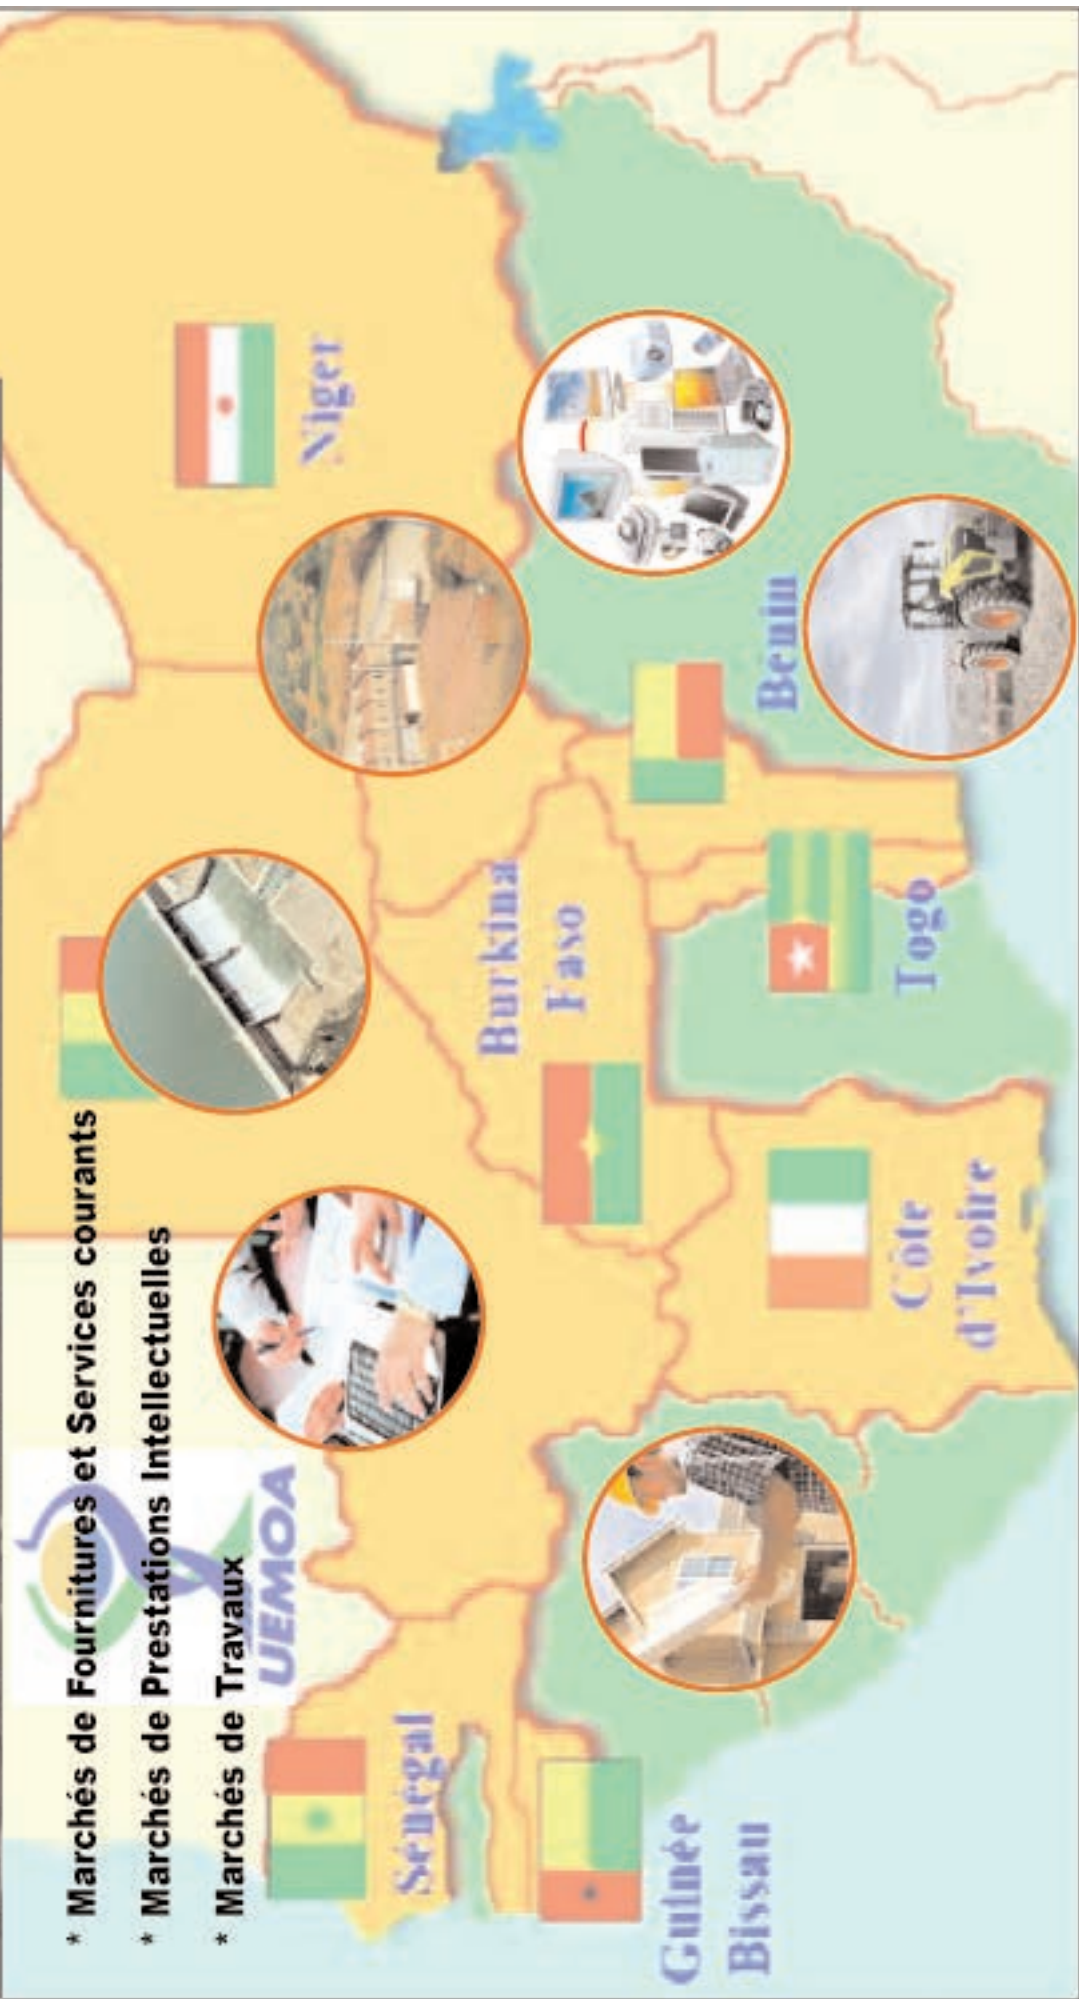 * Marchés de Fournitures et Services courants
* Marchés de Prestations Intellectuelles
* Marchés de Travaux
UEMOA
Niger
Burkina
Faso
Benin
Togo
Côte
d'Ivoire
Sénégal
Guinée
Bissau